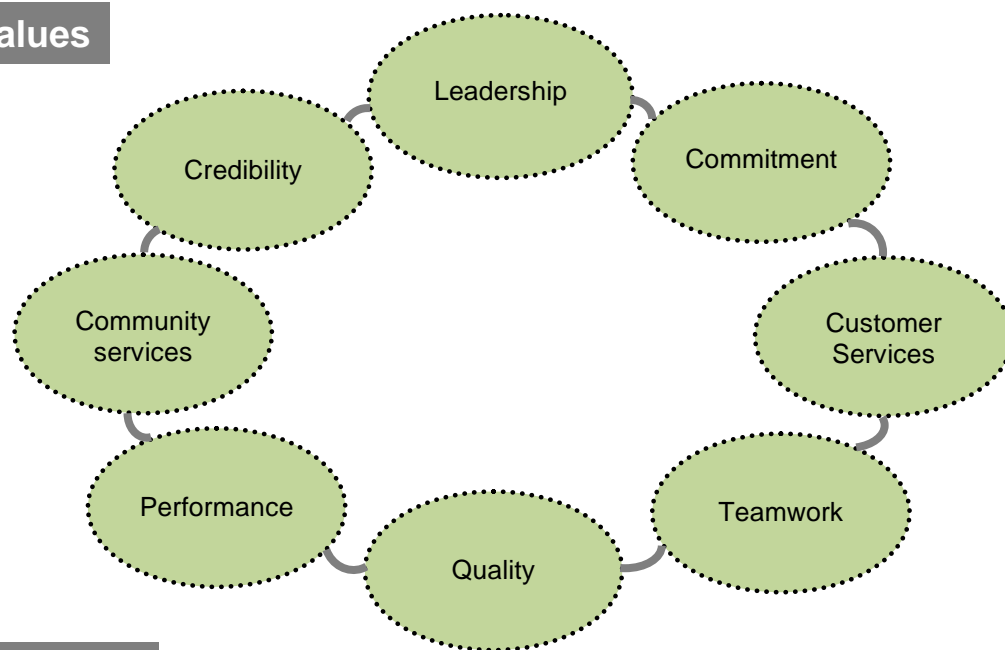 alues
Leadership
Credibility
Commitment
Community
services
Customer
Services
Performance
Teamwork
Quality